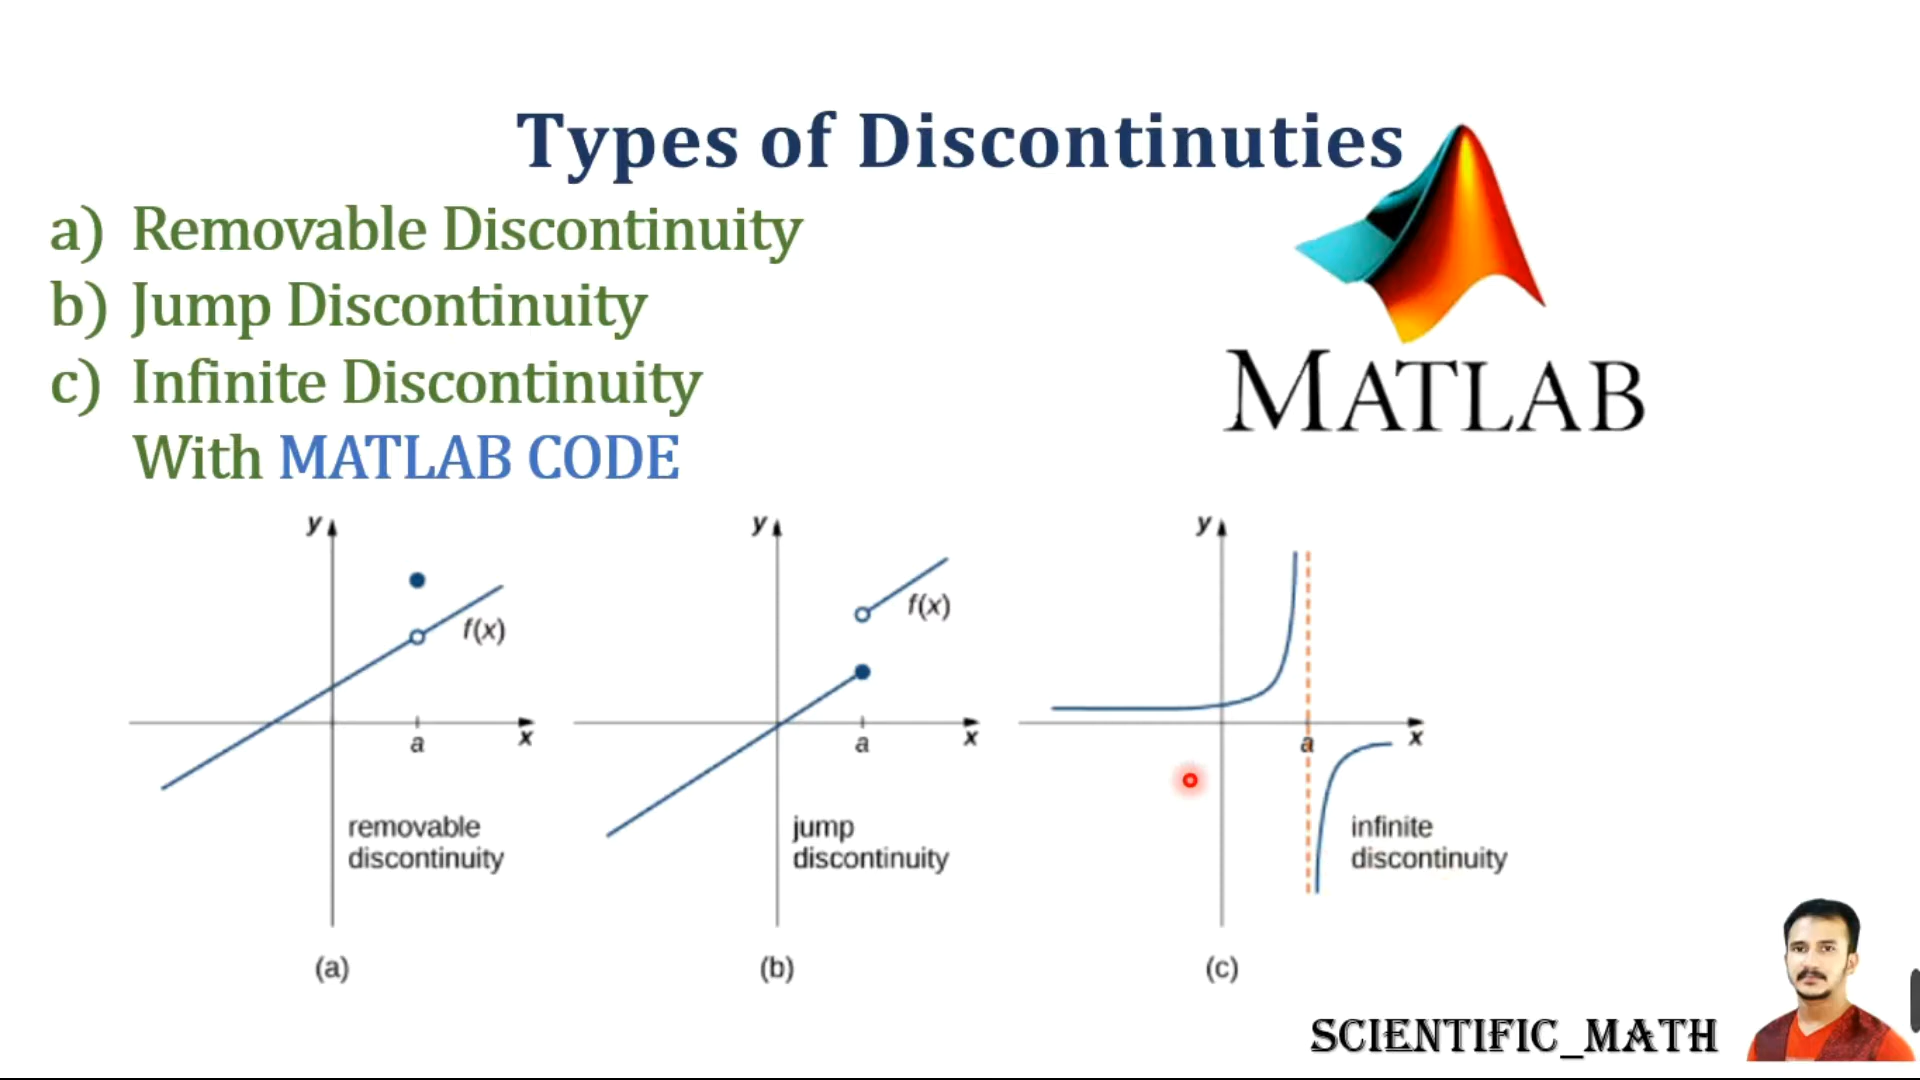 Types of Discontinuties
a) Removable Discontinuity
b) Jump Discontinuity
c) Infinite Discontinuity
With MATLAB CODE
MATLAB
y
f(x)
a
x
removable
discontinuity
(a)
y
f(x)
a
x
jump
discontinuity
(b)
y
a
x
infinite
discontinuity
(c)
SCIENTIFIC_MATH